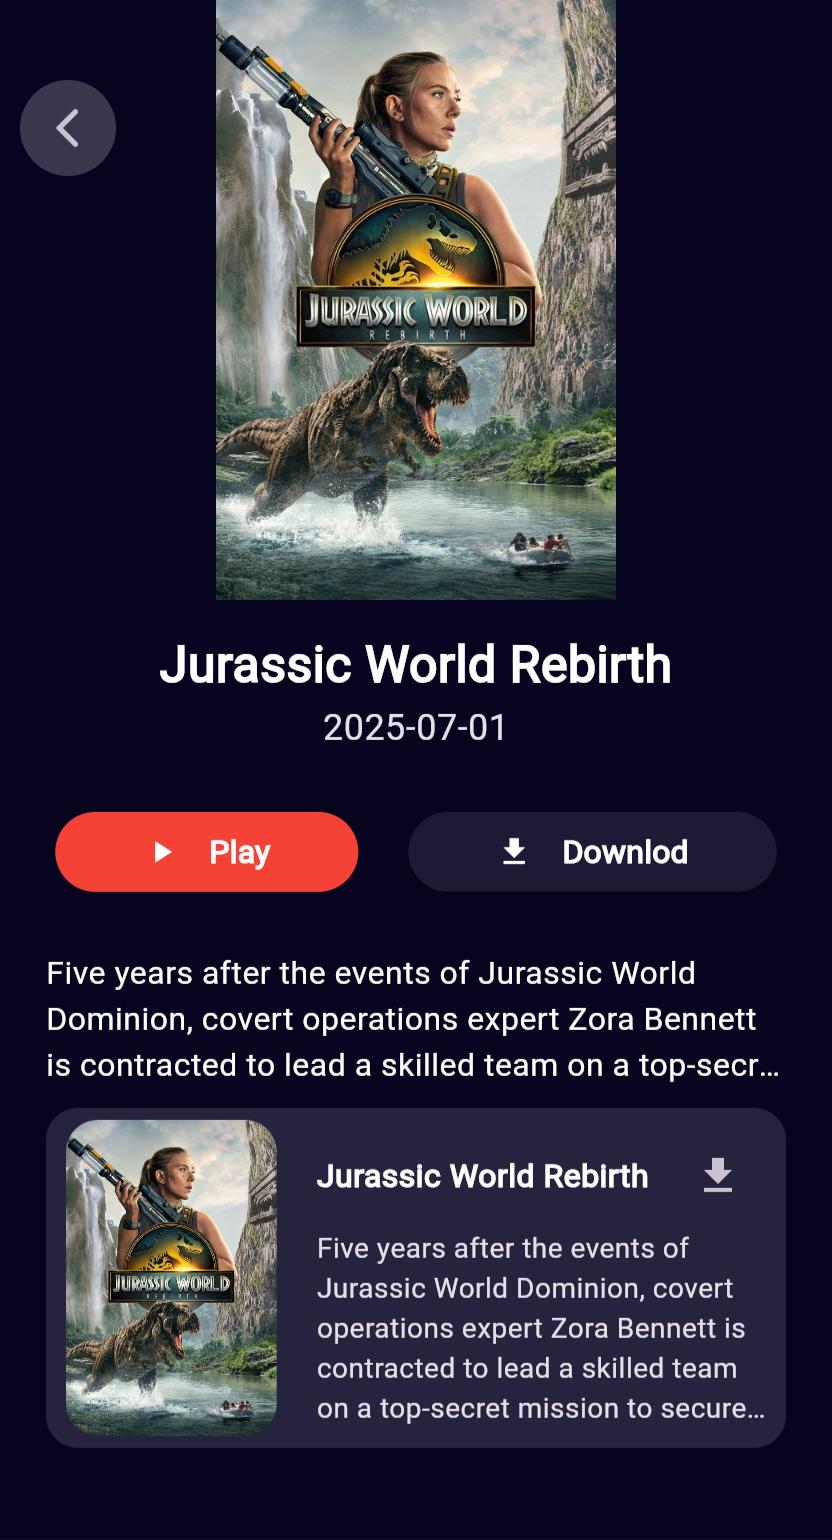 JURASSIC WORLD
REBIRTH
Jurassic World Rebirth
2025-07-01
Play
Downlod
Five years after the events of Jurassic World
Dominion, covert operations expert Zora Bennett
is contracted to lead a skilled team on a top-secr...
JURASSIC WORLD
REBIRTH
Jurassic World Rebirth
Five years after the events of
Jurassic World Dominion, covert
operations expert Zora Bennett is
contracted to lead a skilled team
on a top-secret mission to secure...